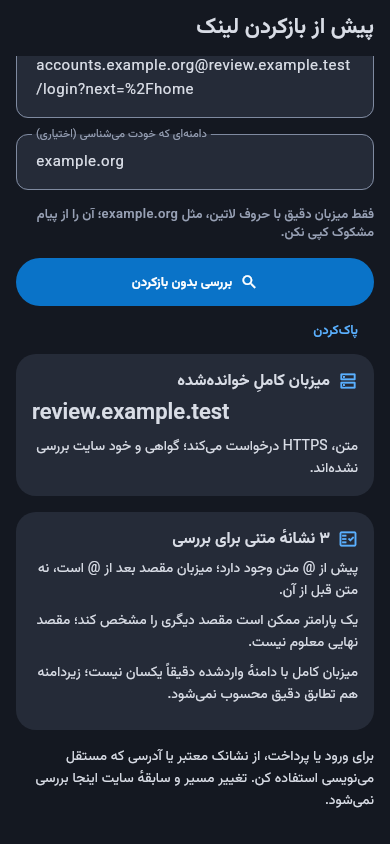 پیش از بازکردن لینک
accounts.example.org@review.example.test
/login?next=%2Fhome
دامنه‌ای که خودت می‌شناسی (اختیاری)
example.org
فقط میزبان دقیق با حروف لاتین، مثل example.org؛ آن را از پیام
مشکوک کپی نکن.
بررسی بدون بازکردن
پاک‌کردن
میزبان کاملِ خوانده‌شده
review.example.test
متن، HTTPS درخواست می‌کند؛ گواهی و خود سایت بررسی
نشده‌اند.
۳ نشانهٔ متنی برای بررسی
پیش از @ متن وجود دارد؛ میزبان مقصد بعد از @ است، نه
متن قبل از آن.
یک پارامتر ممکن است مقصد دیگری را مشخص کند؛ مقصد
نهایی معلوم نیست.
میزبان کامل با دامنهٔ واردشده دقیقاً یکسان نیست؛ زیردامنه
هم تطابق دقیق محسوب نمی‌شود.
برای ورود یا پرداخت، از نشانک معتبر یا آدرسی که مستقل
می‌نویسی استفاده کن. تغییر مسیر و سابقهٔ سایت اینجا بررسی
نمی‌شود.